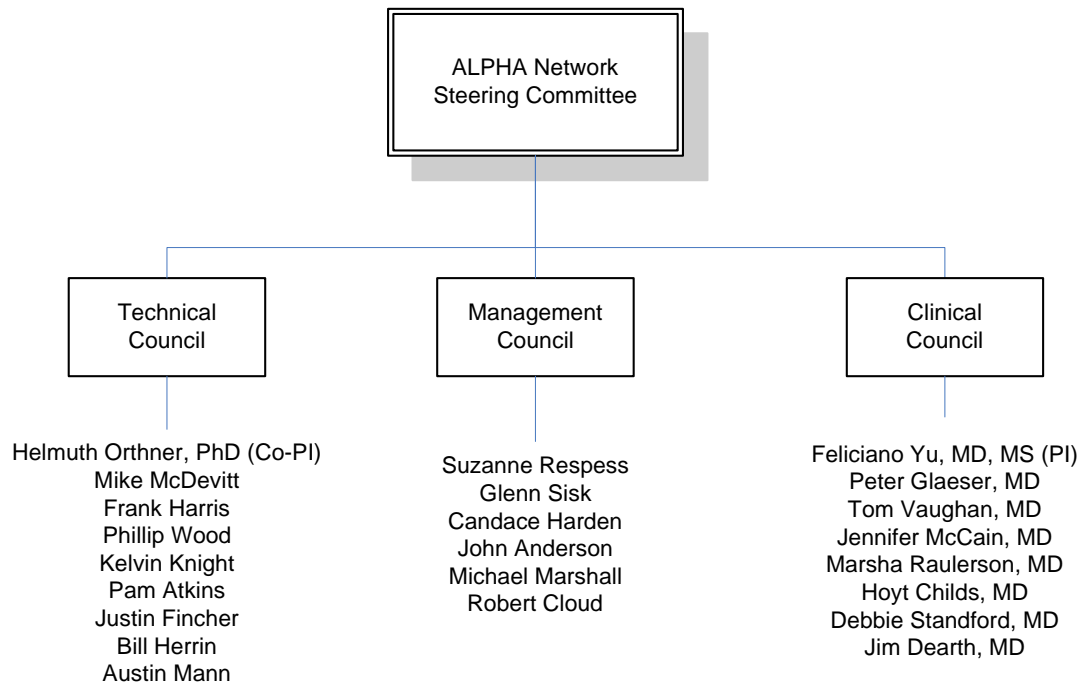 ALPHA Network
Steering Committee
Technical
Council
Management
Council
Clinical
Council
Helmuth Orthner, PhD (Co-PI)
Mike McDevitt
Frank Harris
Phillip Wood
Kelvin Knight
Pam Atkins
Justin Fincher
Bill Herrin
Austin Mann
Suzanne Respess
Glenn Sisk
Candace Harden
John Anderson
Michael Marshall
Robert Cloud
Feliciano Yu, MD, MS (PI)
Peter Glaeser, MD
Tom Vaughan, MD
Jennifer McCain, MD
Marsha Raulerson, MD
Hoyt Childs, MD
Debbie Standford, MD
Jim Dearth, MD